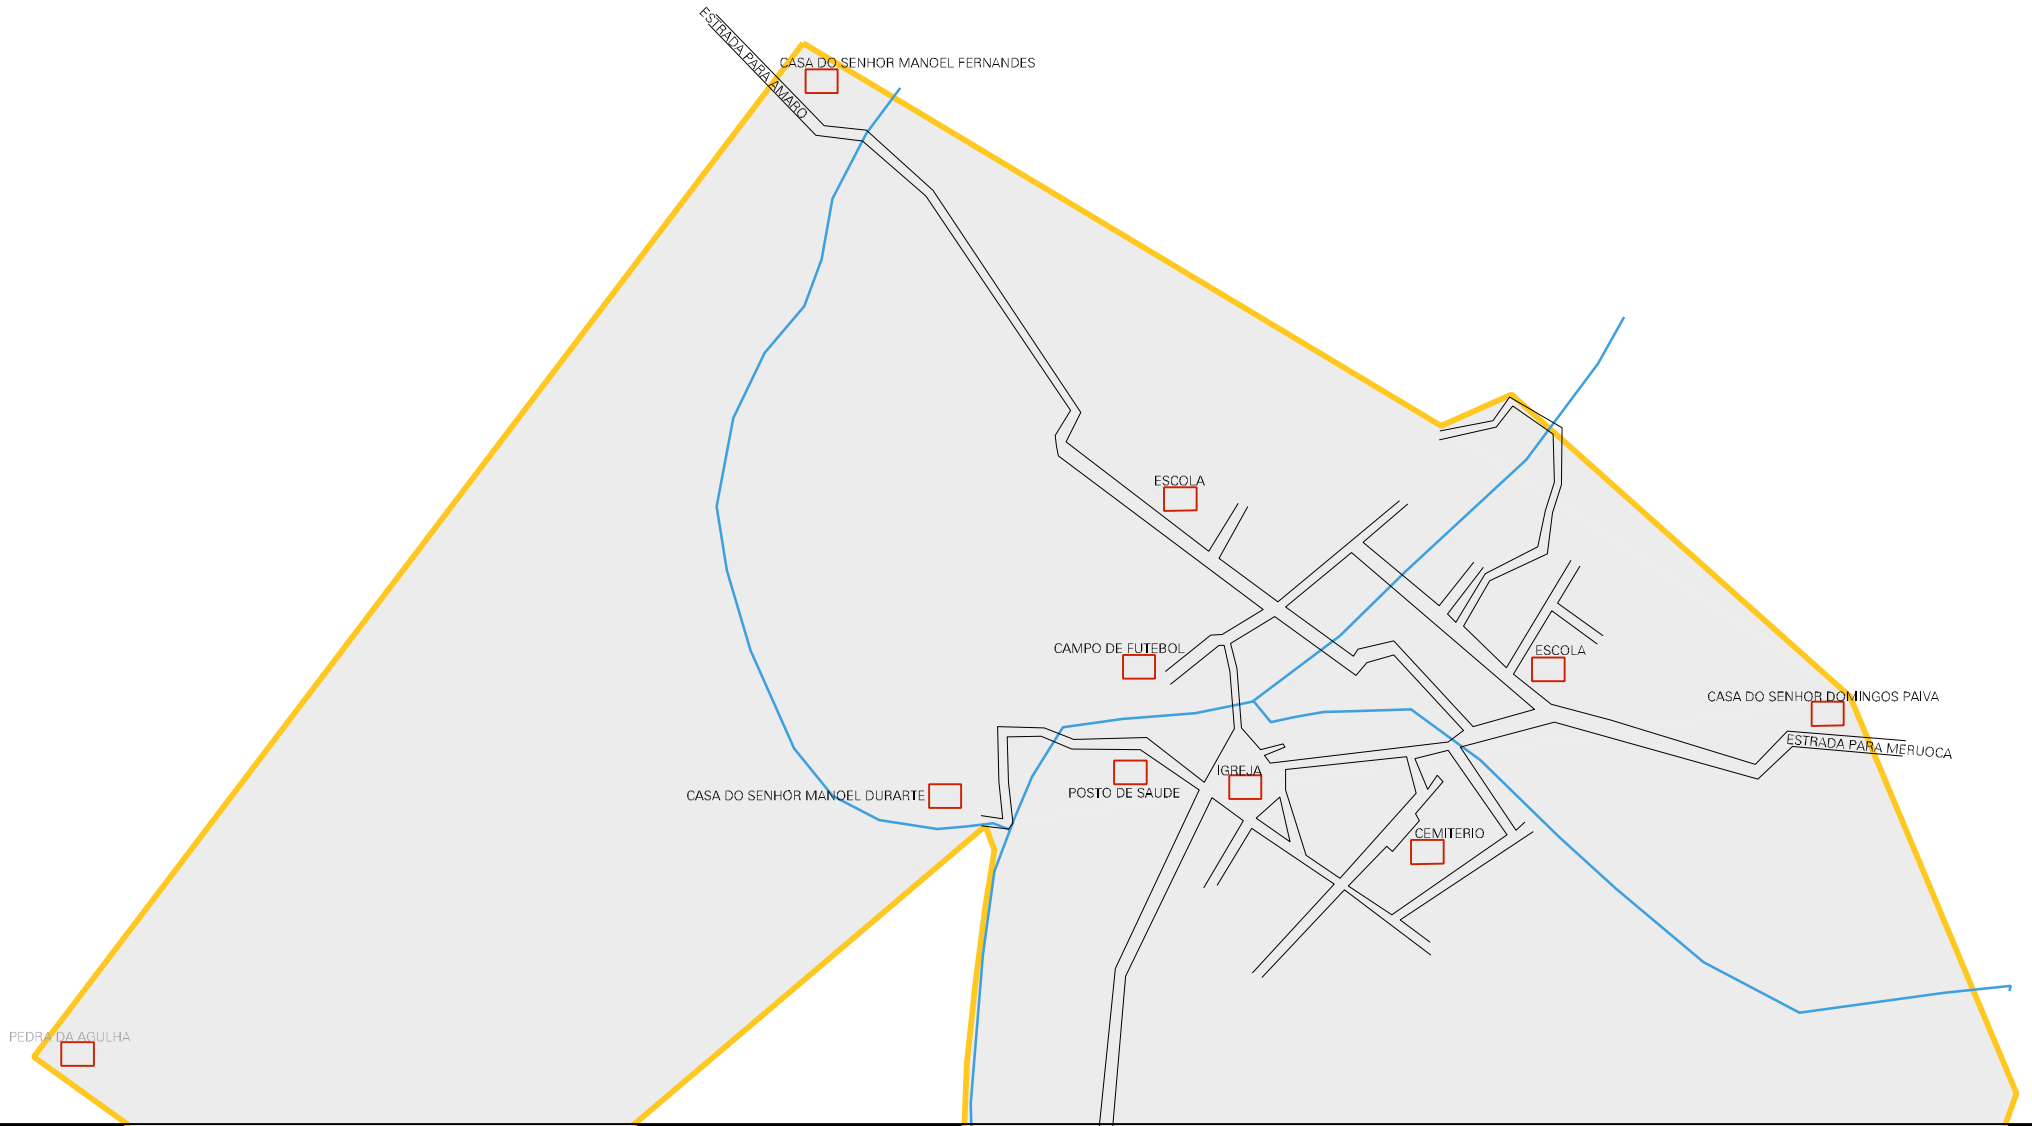 ESTRADA PARA AMARO
CASA DO SENHOR MANOEL FERNANDES
ESCOLA
CAMPO DE FUTEBOL
ESCOLA
CASA DO SENHOR DOMINGOS PAIVA
ESTRADA PARA MERUOCA
IGREJA
POSTO DE SAUDE
CASA DO SENHOR MANOEL DURARTE
CEMITERIO
PEDRA DA AGULHA